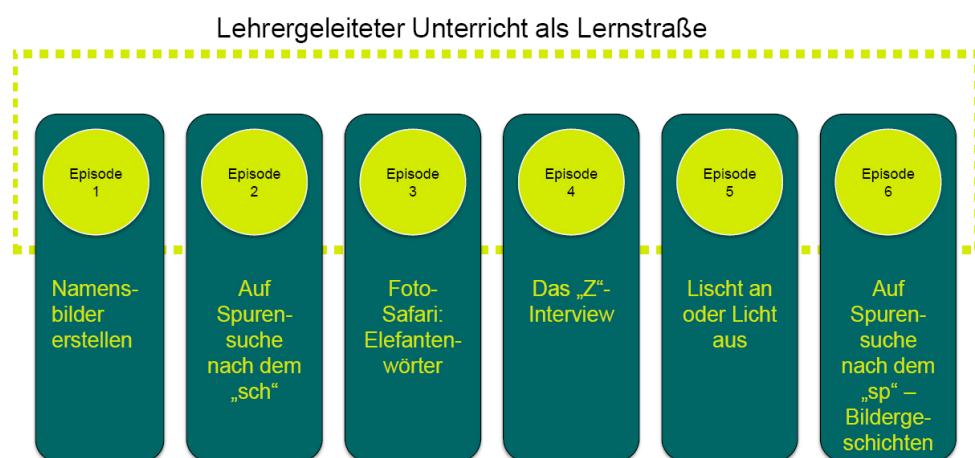 Lehrergeleiteter Unterricht als Lernstraße
Episode
1
Namens-
bilder
erstellen
Episode
2
Auf
Spuren-
suche
nach dem
„sch“
Episode
3
Foto-
Safari:
Elefanten-
wörter
Episode
4
Das „Z“-
Interview
Episode
5
Lischt an
oder Licht
aus
Episode
6
Auf
Spuren-
suche
nach dem
„sp“ –
Bilderge-
schichten